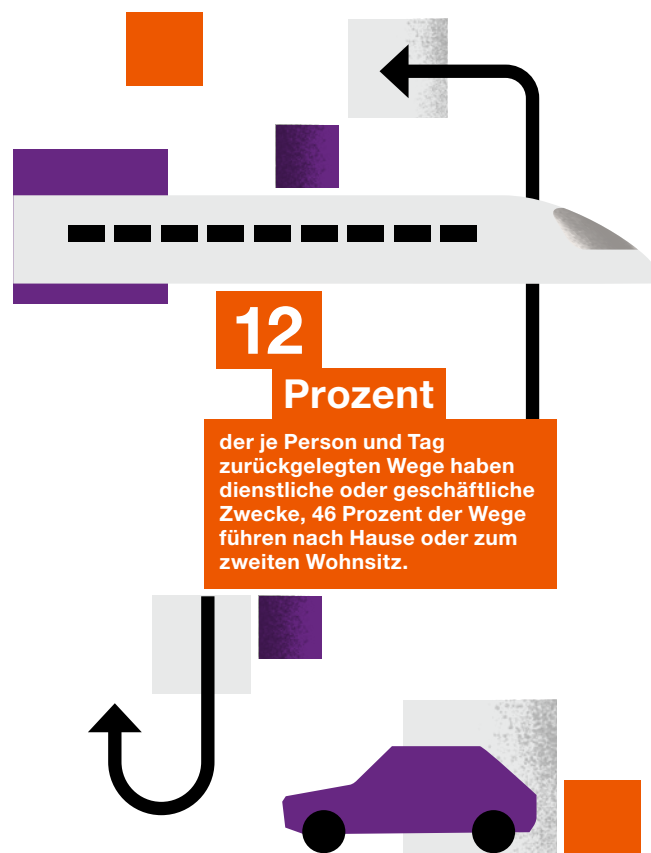 12
Prozent
der je Person und Tag
zurückgelegten Wege haben
dienstliche oder geschäftliche
Zwecke, 46 Prozent der Wege
führen nach Hause oder zum
zweiten Wohnsitz.